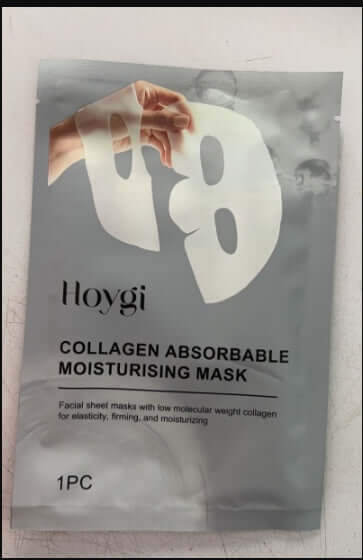 Hoygi
COLLAGEN ABSORBABLE
MOISTURISING MASK
Facial sheet masks with low molecular weight collagen
for elasticity, firming, and moisturizing
1PC